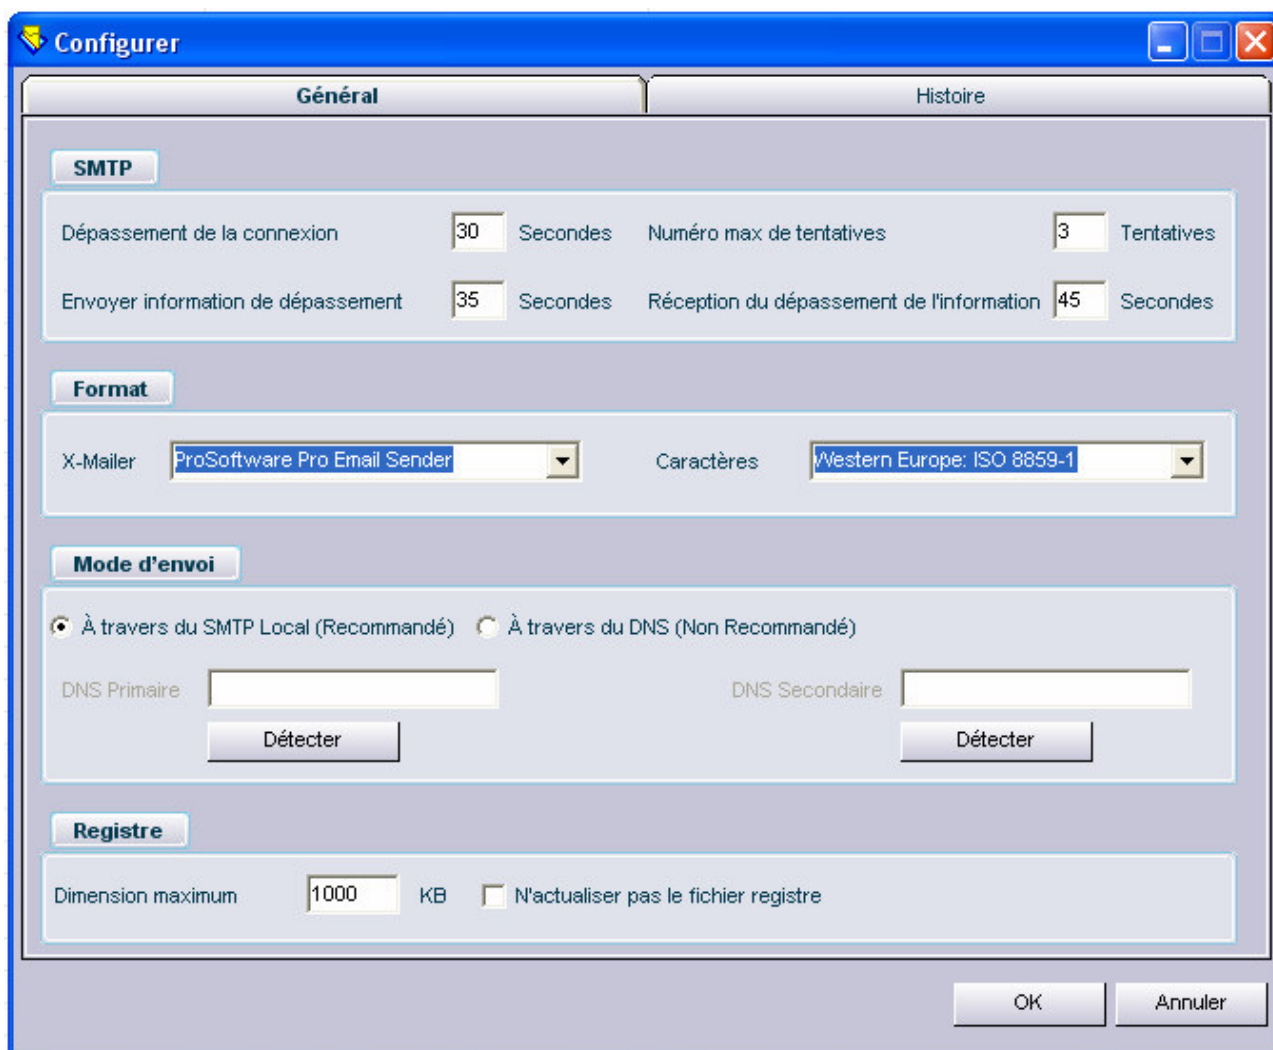 Configurer
Général Histoire
SMTP
Dépassement de la connexion 30 Secondes Numéro max de tentatives 3 Tentatives
Envoyer information de dépassement 35 Secondes Réception du dépassement de l'information 45 Secondes
Format
X-Mailer ProSoftware Pro Email Sender Caractères Western Europe: ISO 8859-1
Mode d'envoi
À travers du SMTP Local (Recommandé) À travers du DNS (Non Recommandé)
DNS Primaire DNS Secondaire
Détecter Détecter
Registre
Dimension maximum 1000 KB N'actualiser pas le fichier registre
OK Annuler